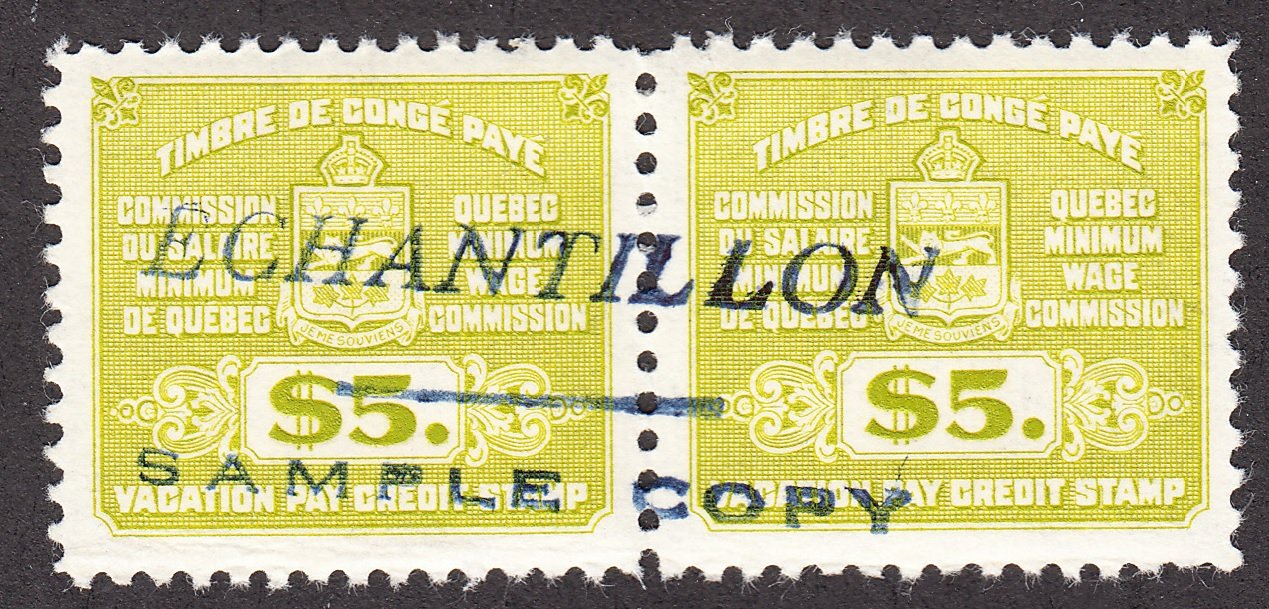 TIMBRE DE CONGÉ PAYÉ
COMMISSION
DU SALAIRE
MINIMUM
DE QUÉBEC
QUEBEC
MINIMUM
WAGE
COMMISSION
JE ME SOUVIENS
$5.
VACATION PAY CREDIT STAMP
TIMBRE DE CONGÉ PAYÉ
COMMISSION
DU SALAIRE
MINIMUM
DE QUÉBEC
QUEBEC
MINIMUM
WAGE
COMMISSION
JE ME SOUVIENS
$5.
VACATION PAY CREDIT STAMP
ECHANTILLON
SAMPLE COPY